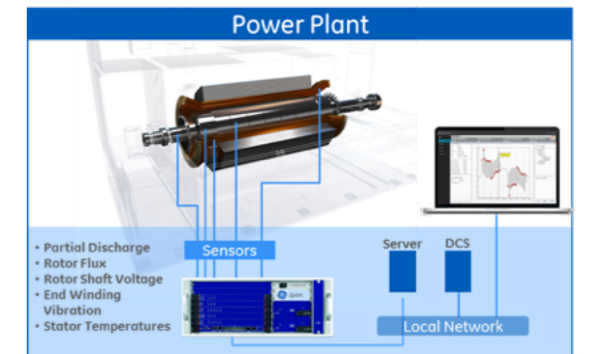 Power Plant
• Partial Discharge
• Rotor Flux
• Rotor Shaft Voltage
• End Winding
Vibration
• Stator Temperatures
Sensors
Server
DCS
Local Network